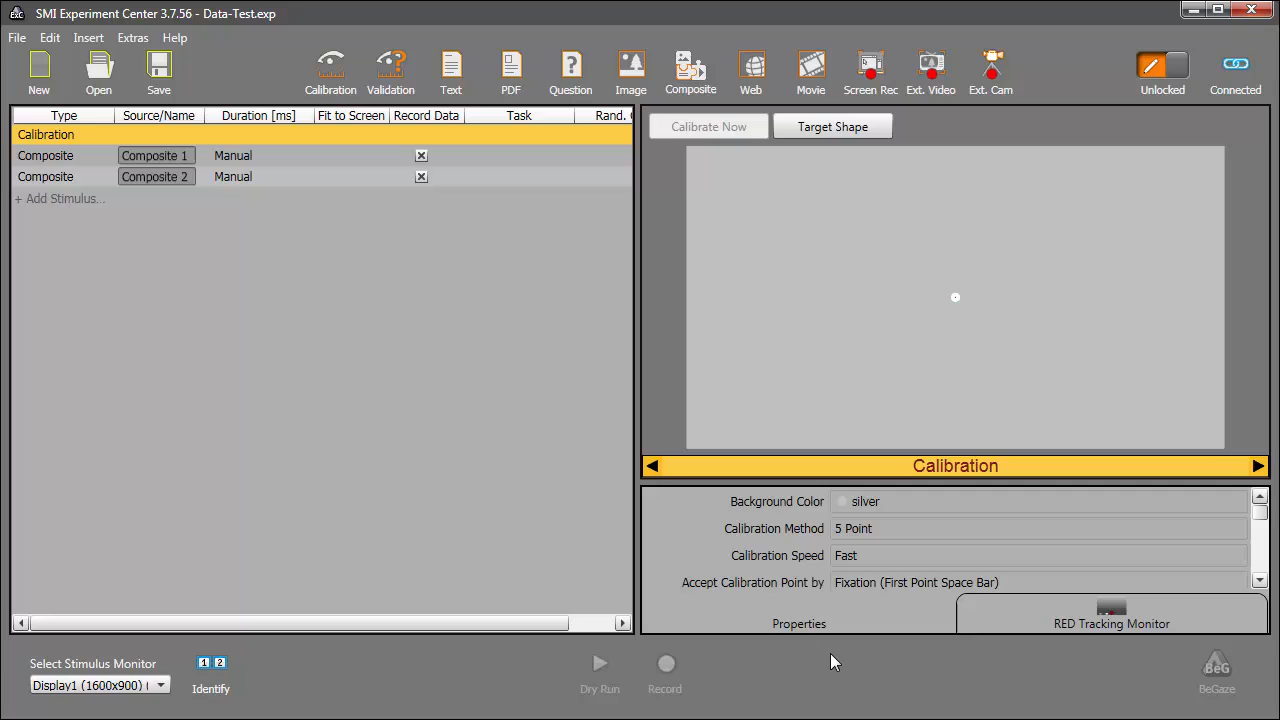 SMI Experiment Center 3.7.56 - Data-Test.exp
File Edit Insert Extras Help
New Open Save Calibration Validation Text PDF Question Image Composite Web Movie Screen Rec Ext. Video Ext. Cam Unlocked Connected
Type Source/Name Duration [ms] Fit to Screen Record Data Task Rand.
Calibration
Composite Composite 1 Manual
Composite Composite 2 Manual
+ Add Stimulus...
Calibrate Now Target Shape
Calibration
Background Color silver
Calibration Method 5 Point
Calibration Speed Fast
Accept Calibration Point by Fixation (First Point Space Bar)
Properties RED Tracking Monitor
Select Stimulus Monitor
Display1 (1600x900) (
1 2
Identify
Dry Run Record
BeG
BeGaze